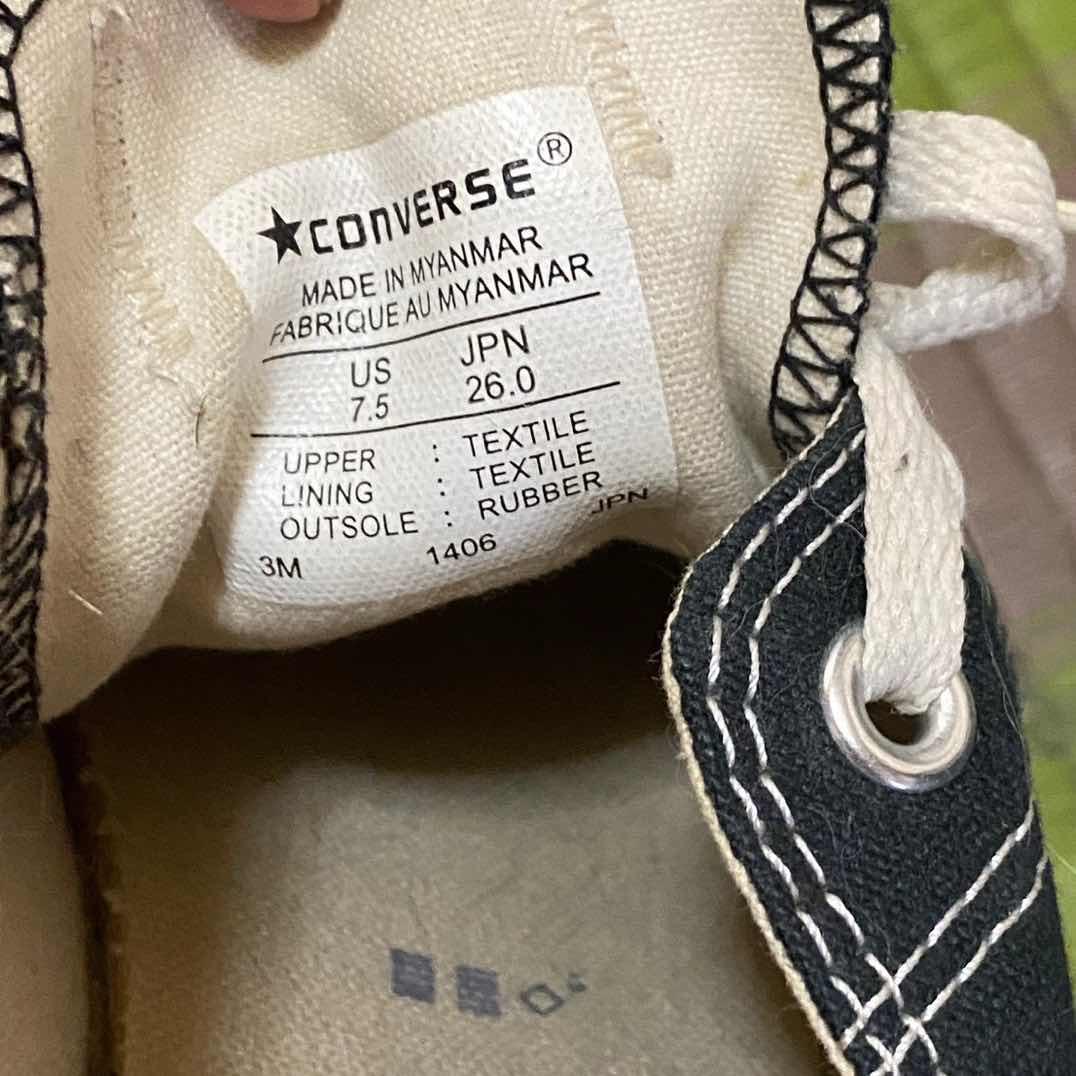 ★CONVERSE®
MADE IN MYANMAR
FABRIQUE AU MYANMAR
US JPN
7.5 26.0
UPPER : TEXTILE
LINING : TEXTILE
OUTSOLE : RUBBER
3M 1406 JPN